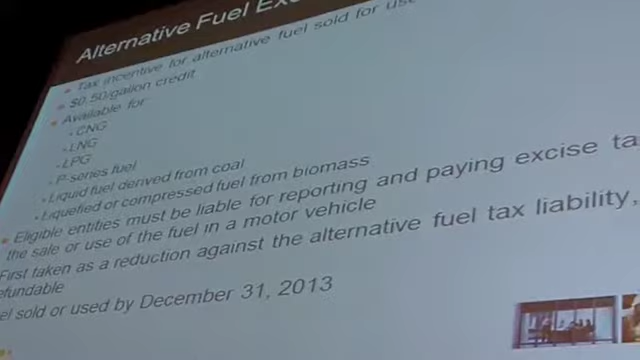 Alternative Fuel
Tax incentive for alternative fuel sold for use
$0.50/gallon credit
Available for
CNG
LNG
LPG
P-series fuel
Liquid fuel derived from coal
Liquefied or compressed fuel from biomass
Eligible entities must be liable for reporting and paying excise
the sale or use of the fuel in a motor vehicle
First taken as a reduction against the alternative fuel tax liability,
efundable
el sold or used by December 31, 2013